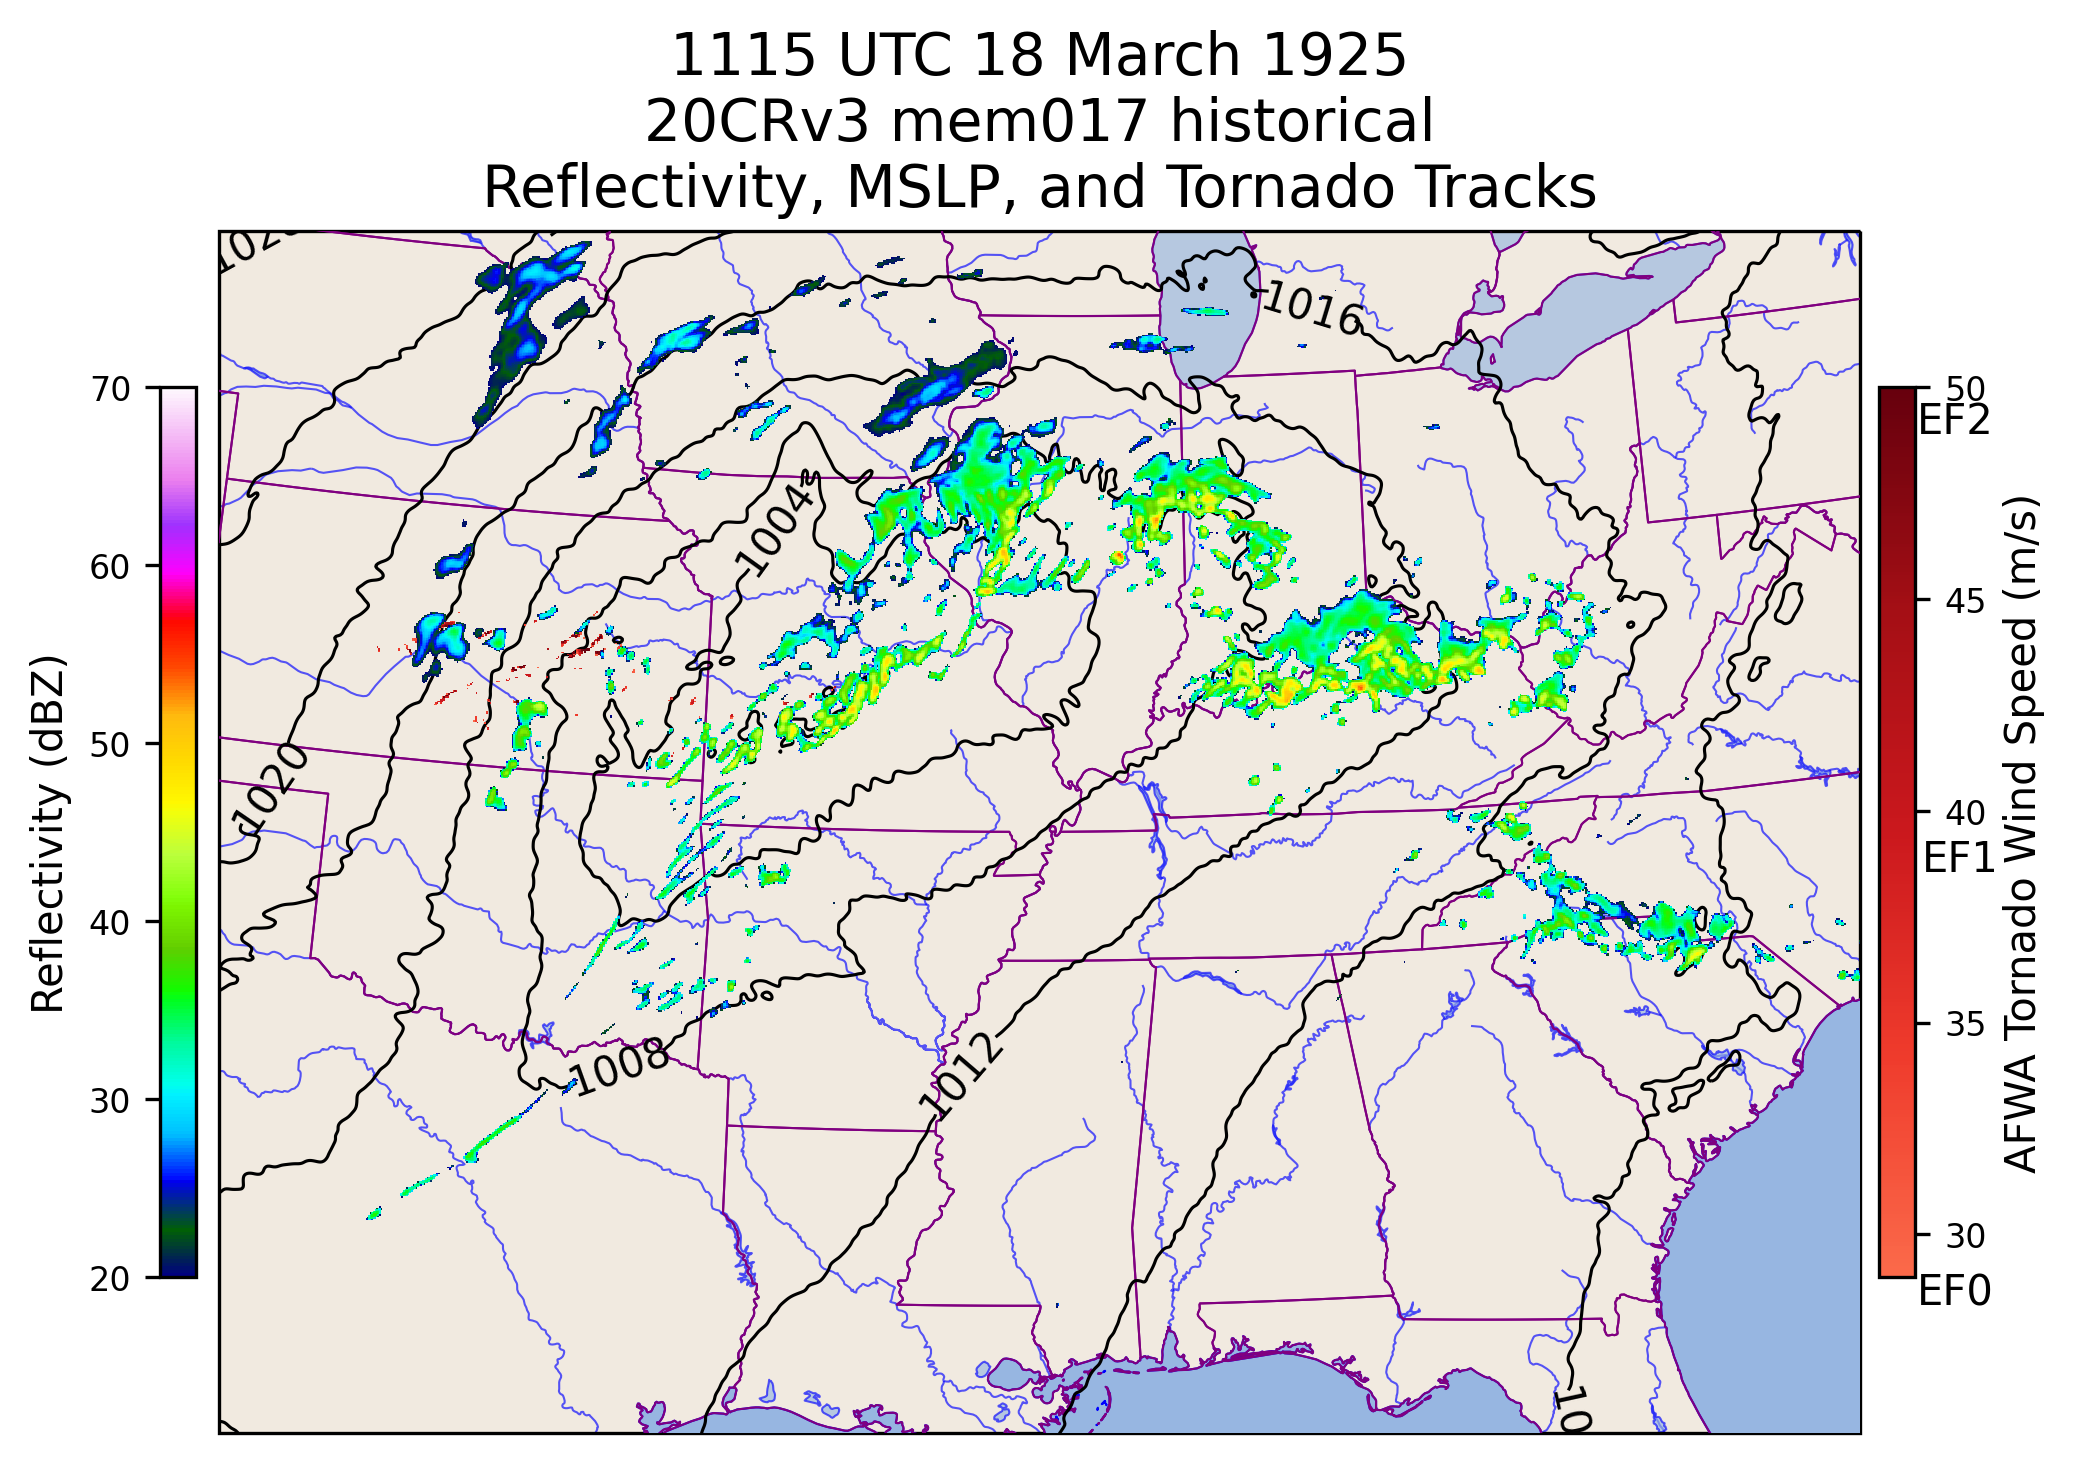 1115 UTC 18 March 1925
20CRv3 mem017 historical
Reflectivity, MSLP, and Tornado Tracks
1016
1004
1020
1008
1012
10
Reflectivity (dBZ)
70
60
50
40
30
20
50
EF2
45
40
EF1
35
30
EF0
AFWA Tornado Wind Speed (m/s)